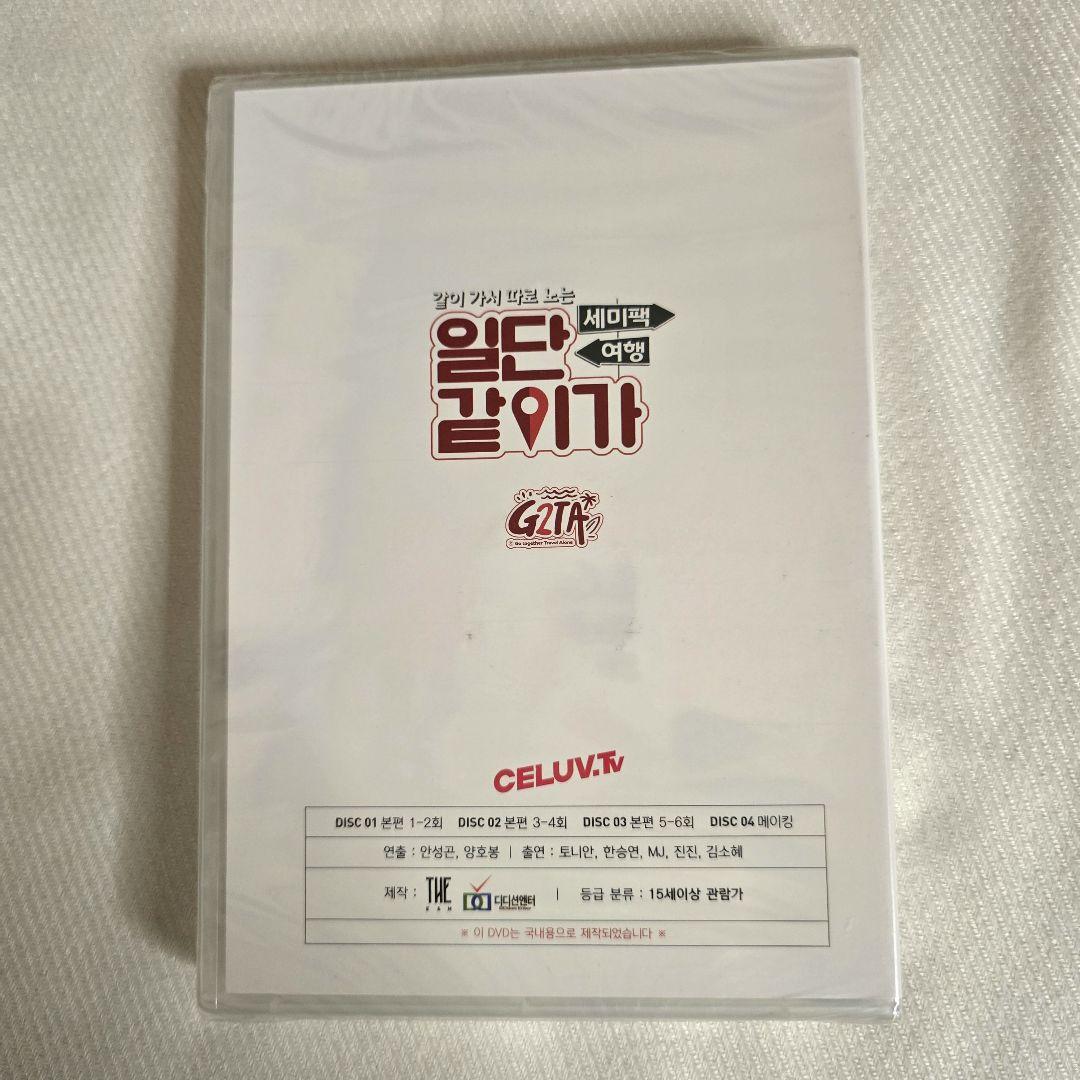 같이 가서 따로 노는
일단 세미팩
같이가 여행
G2TA
Go together Travel Alone
CELUV.TV
DISC 01 본편 1-2회 DISC 02 본편 3-4회 DISC 03 본편 5-6회 DISC 04 메이킹
연출 : 안성곤, 양호봉 | 출연 : 토니안, 한승연, MJ, 진진, 김소혜
제작 : THE 디디션엔터 | 등급 분류 : 15세이상 관람가
※ 이 DVD는 국내용으로 제작되었습니다 ※